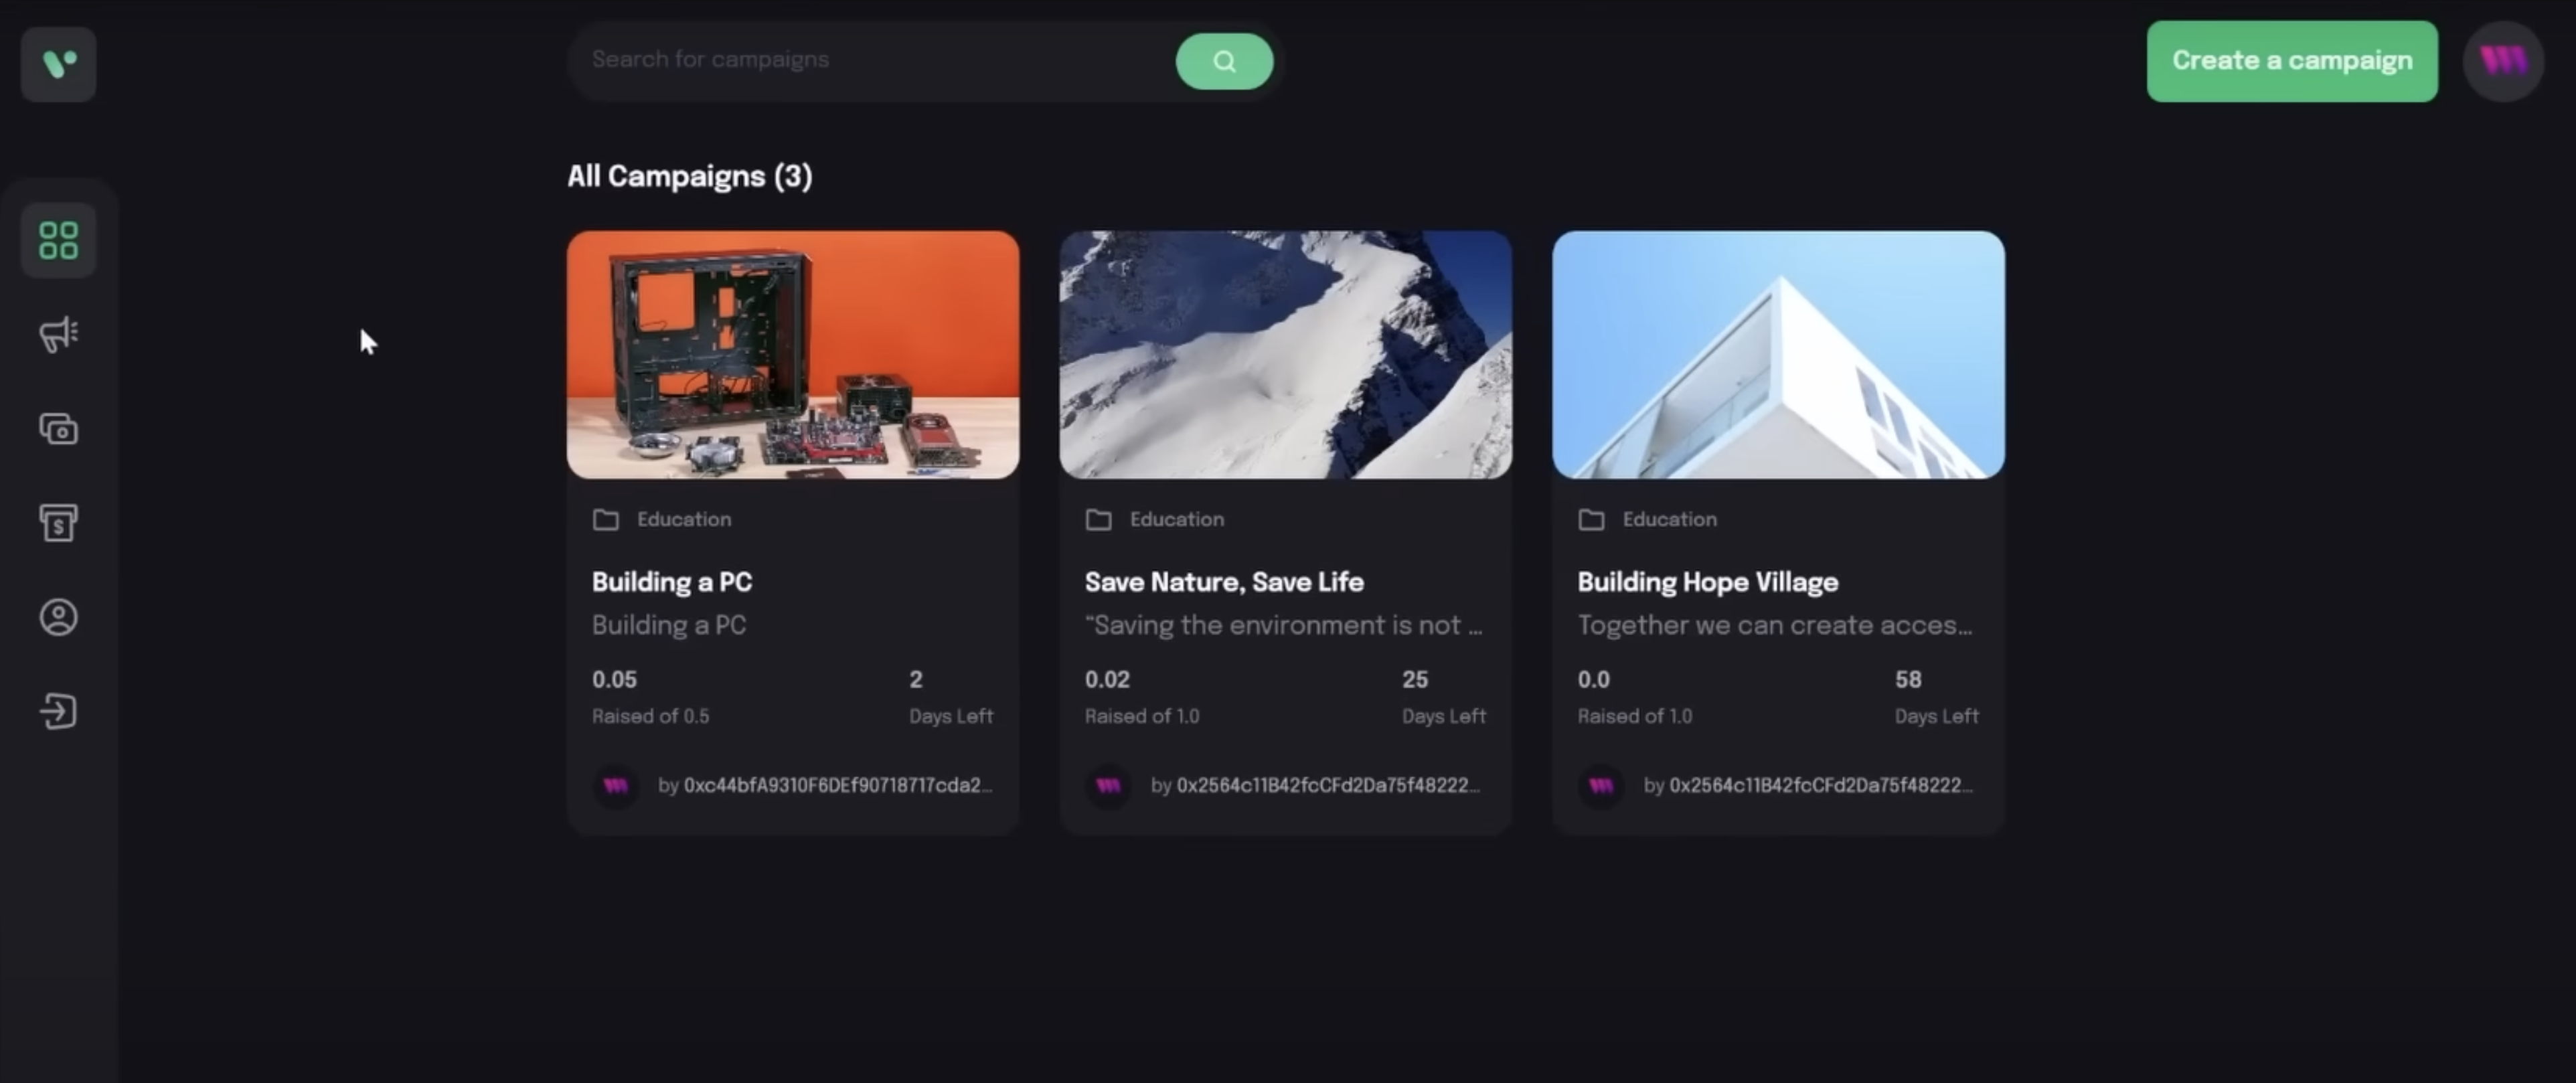 Search for campaigns
Create a campaign
All Campaigns (3)
Education
Building a PC
Building a PC
0.05
2
Raised of 0.5
Days Left
by 0xc44bfA9310F6DEf90718717cda2...
Education
Save Nature, Save Life
“Saving the environment is not ...
0.02
25
Raised of 1.0
Days Left
by 0x2564c11B42fcCFd2Da75f48222...
Education
Building Hope Village
Together we can create acces...
0.0
58
Raised of 1.0
Days Left
by 0x2564c11B42fcCFd2Da75f48222...